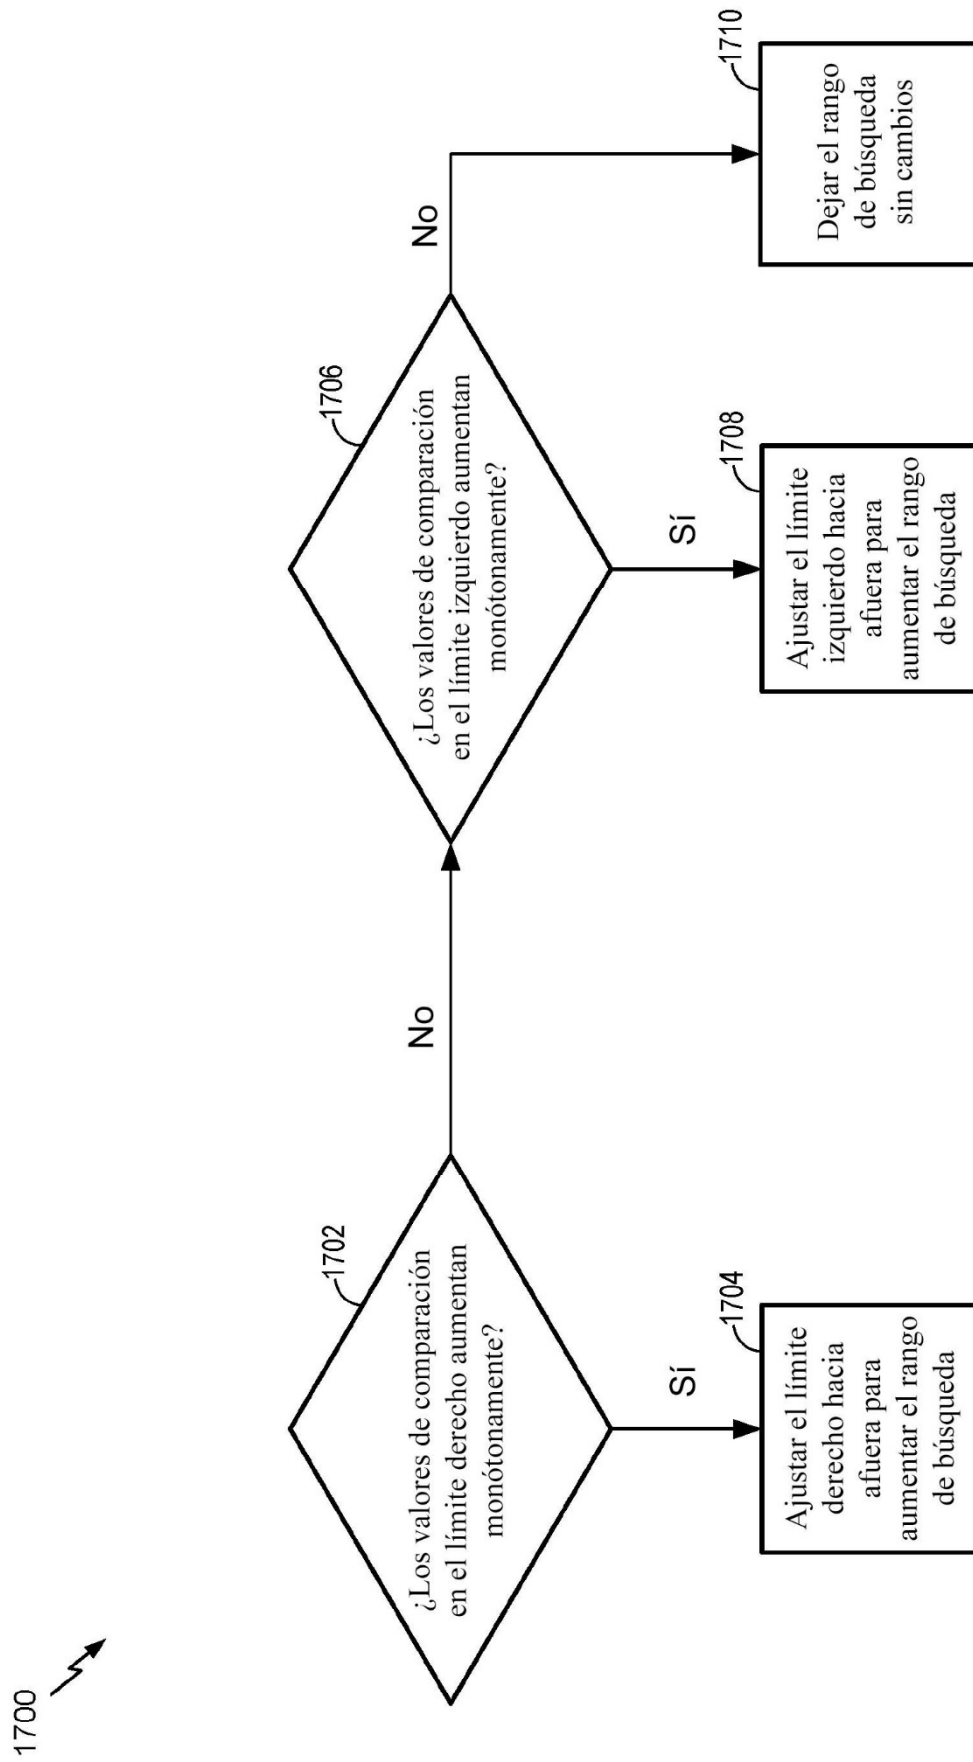 1700
1702
¿Los valores de comparación
en el límite derecho aumentan
monótonamente?
No
Sí
1704
Ajustar el límite
derecho hacia
afuera para
aumentar el rango
de búsqueda
1706
¿Los valores de comparación
en el límite izquierdo aumentan
monótonamente?
No
Sí
1708
Ajustar el límite
izquierdo hacia
afuera para
aumentar el rango
de búsqueda
1710
Dejar el rango
de búsqueda
sin cambios